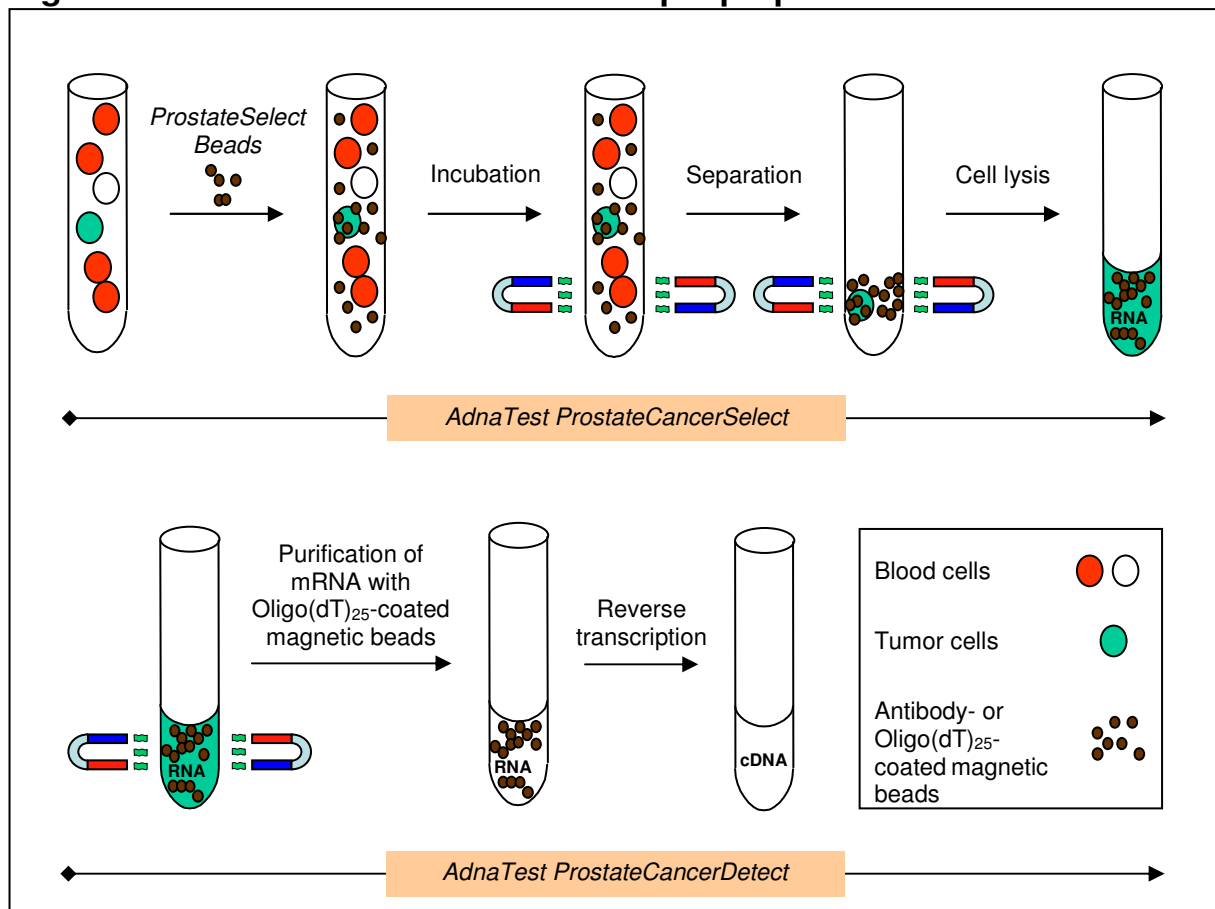 ProstateSelect
Beads
Incubation
Separation
Cell lysis
RNA
AdnaTest ProstateCancerSelect
Purification of
mRNA with
Oligo(dT)₂₅-coated
magnetic beads
Reverse
transcription
RNA
RNA
cDNA
Blood cells
Tumor cells
Antibody- or
Oligo(dT)₂₅-
coated magnetic
beads
AdnaTest ProstateCancerDetect